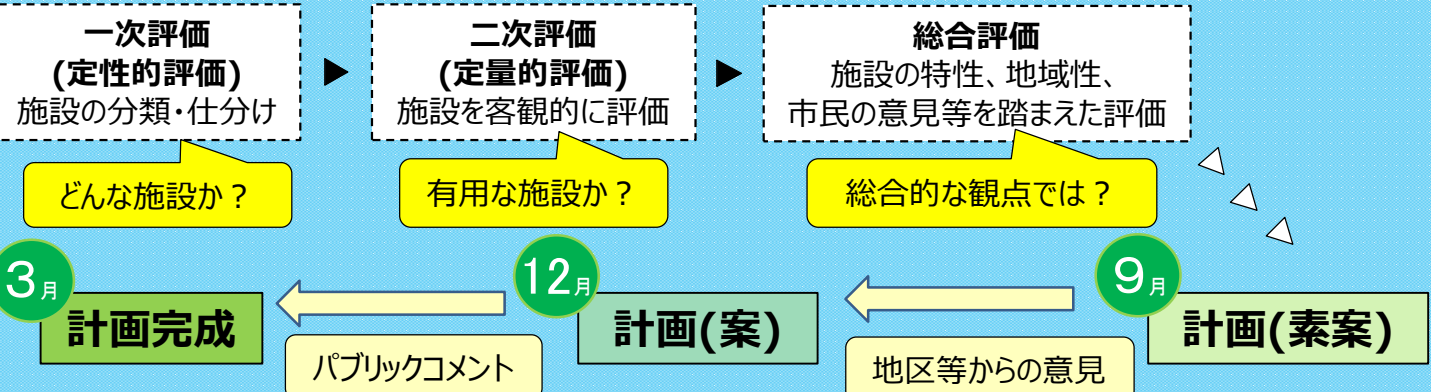 一次評価
(定性的評価)
施設の分類・仕分け
▶
二次評価
(定量的評価)
施設を客観的に評価
▶
総合評価
施設の特性、地域性、
市民の意見等を踏まえた評価
どんな施設か？
有用な施設か？
総合的な観点では？
9月
計画(素案)
地区等からの意見
12月
計画(案)
パブリックコメント
3月
計画完成